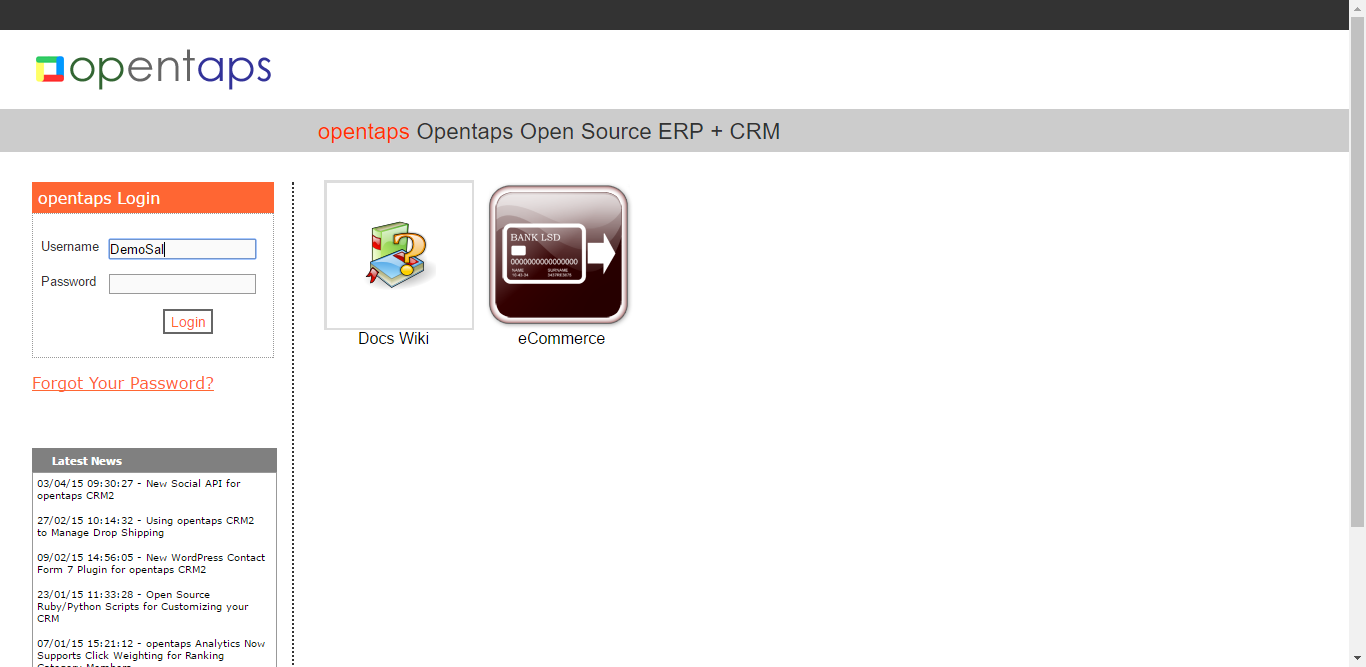 opentaps
opentaps Opentaps Open Source ERP + CRM
opentaps Login
Username DemoSal
Password
Login
Forgot Your Password?
BANK LSD
0000000000000000
NAME SURNAME
Docs Wiki
eCommerce
Latest News
03/04/15 09:30:27 - New Social API for
opentaps CRM2
27/02/15 10:14:32 - Using opentaps CRM2
to Manage Drop Shipping
09/02/15 14:56:05 - New WordPress Contact
Form 7 Plugin for opentaps CRM2
23/01/15 11:33:28 - Open Source
Ruby/Python Scripts for Customizing your
CRM
07/01/15 15:21:12 - opentaps Analytics Now
Supports Click Weighting for Ranking
Category Members